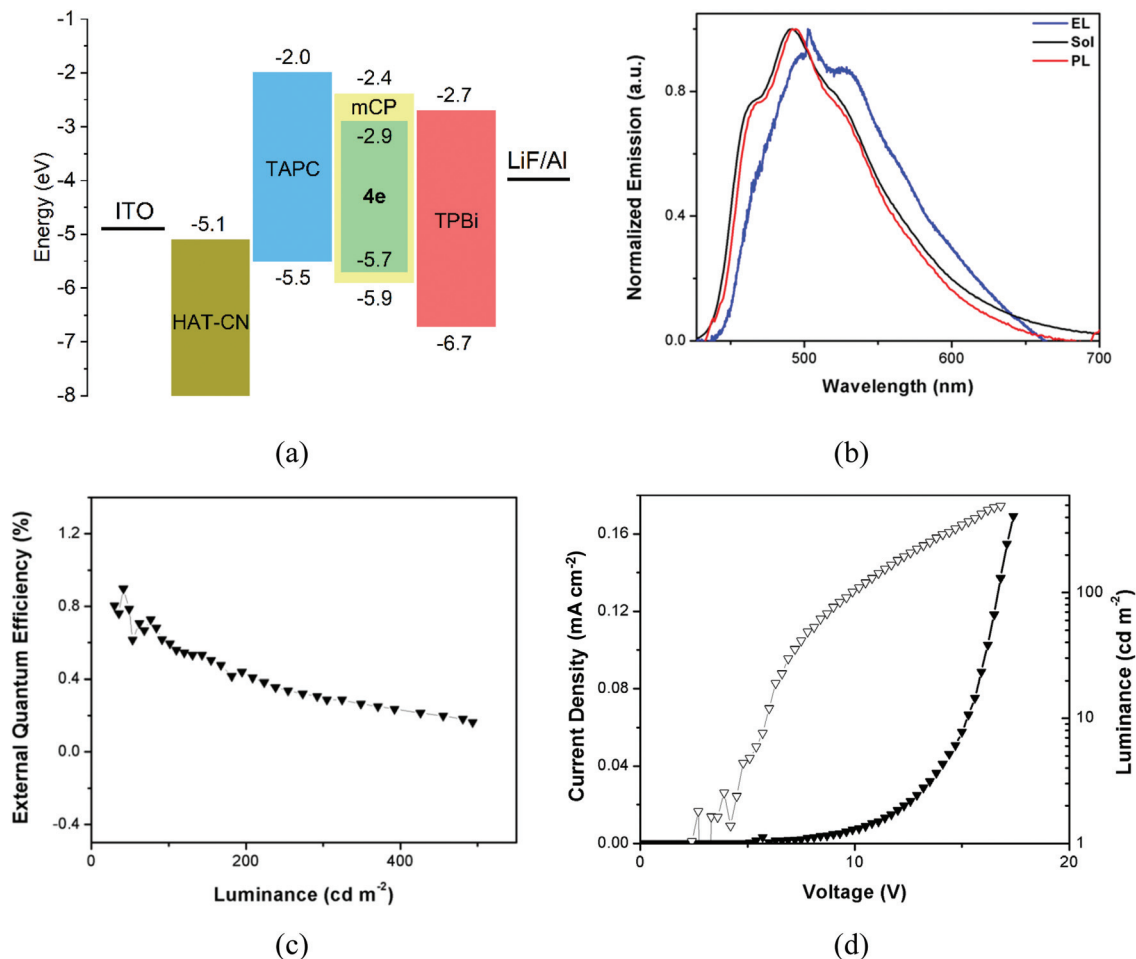 -1
-2
-3
-4
-5
-6
-7
-8
Energy (eV)
ITO
-5.1
HAT-CN
-2.0
TAPC
-5.5
-2.4
mCP
-2.9
4e
-5.7
-5.9
-2.7
TPBi
-6.7
LiF/Al
(a)
EL
Sol
PL
0.8
0.4
0.0
Normalized Emission (a.u.)
500
600
700
Wavelength (nm)
(b)
1.2
0.8
0.4
0.0
-0.4
External Quantum Efficiency (%)
0
200
400
Luminance (cd m-2)
(c)
0.16
0.12
0.08
0.04
0.00
Current Density (mA cm-2)
100
10
1
Luminance (cd m-2)
0
10
20
Voltage (V)
(d)